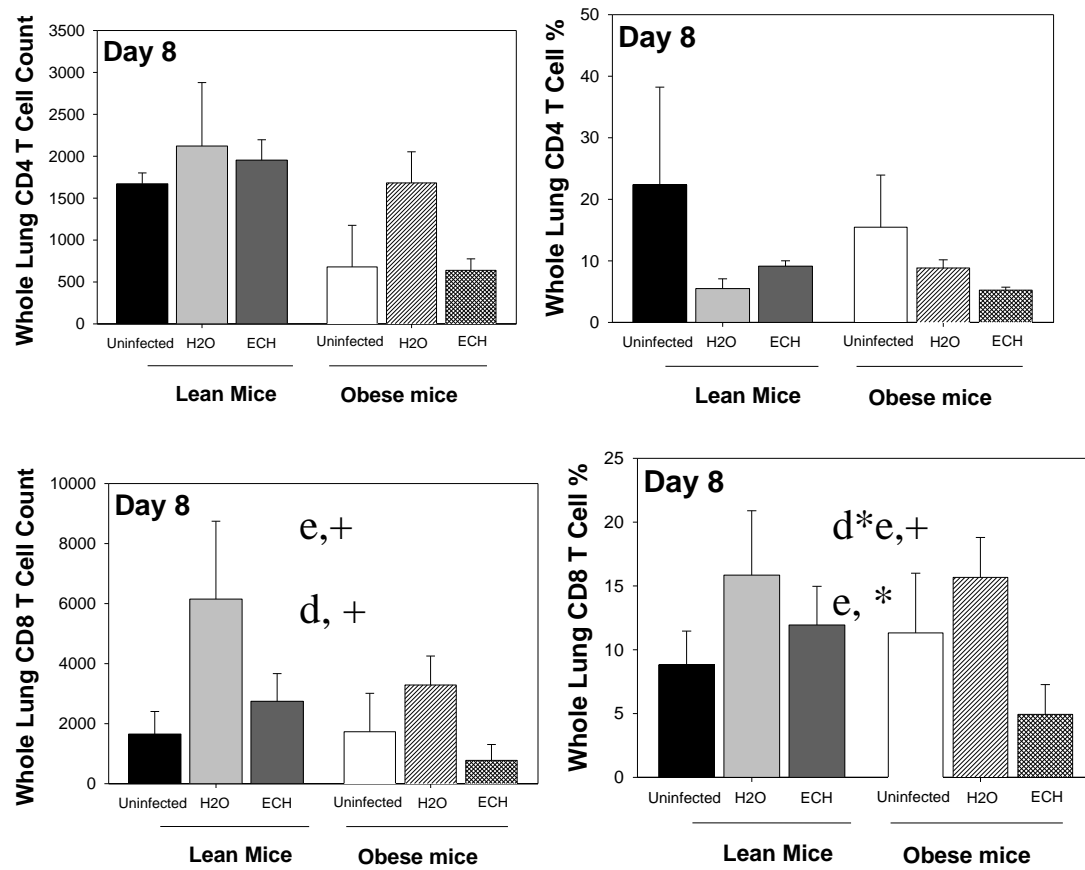 Whole Lung CD4 T Cell Count
3500
3000
2500
2000
1500
1000
500
0
Day 8
Uninfected H2O ECH Uninfected H2O ECH
Lean Mice Obese mice
Whole Lung CD4 T Cell %
50
40
30
20
10
0
Day 8
Uninfected H2O ECH Uninfected H2O ECH
Lean Mice Obese mice
Whole Lung CD8 T Cell Count
10000
8000
6000
4000
2000
0
Day 8
e,+
d, +
Uninfected H2O ECH Uninfected H2O ECH
Lean Mice Obese mice
Whole Lung CD8 T Cell %
25
20
15
10
5
0
Day 8
d*e,+
e, *
Uninfected H2O ECH Uninfected H2O ECH
Lean Mice Obese mice